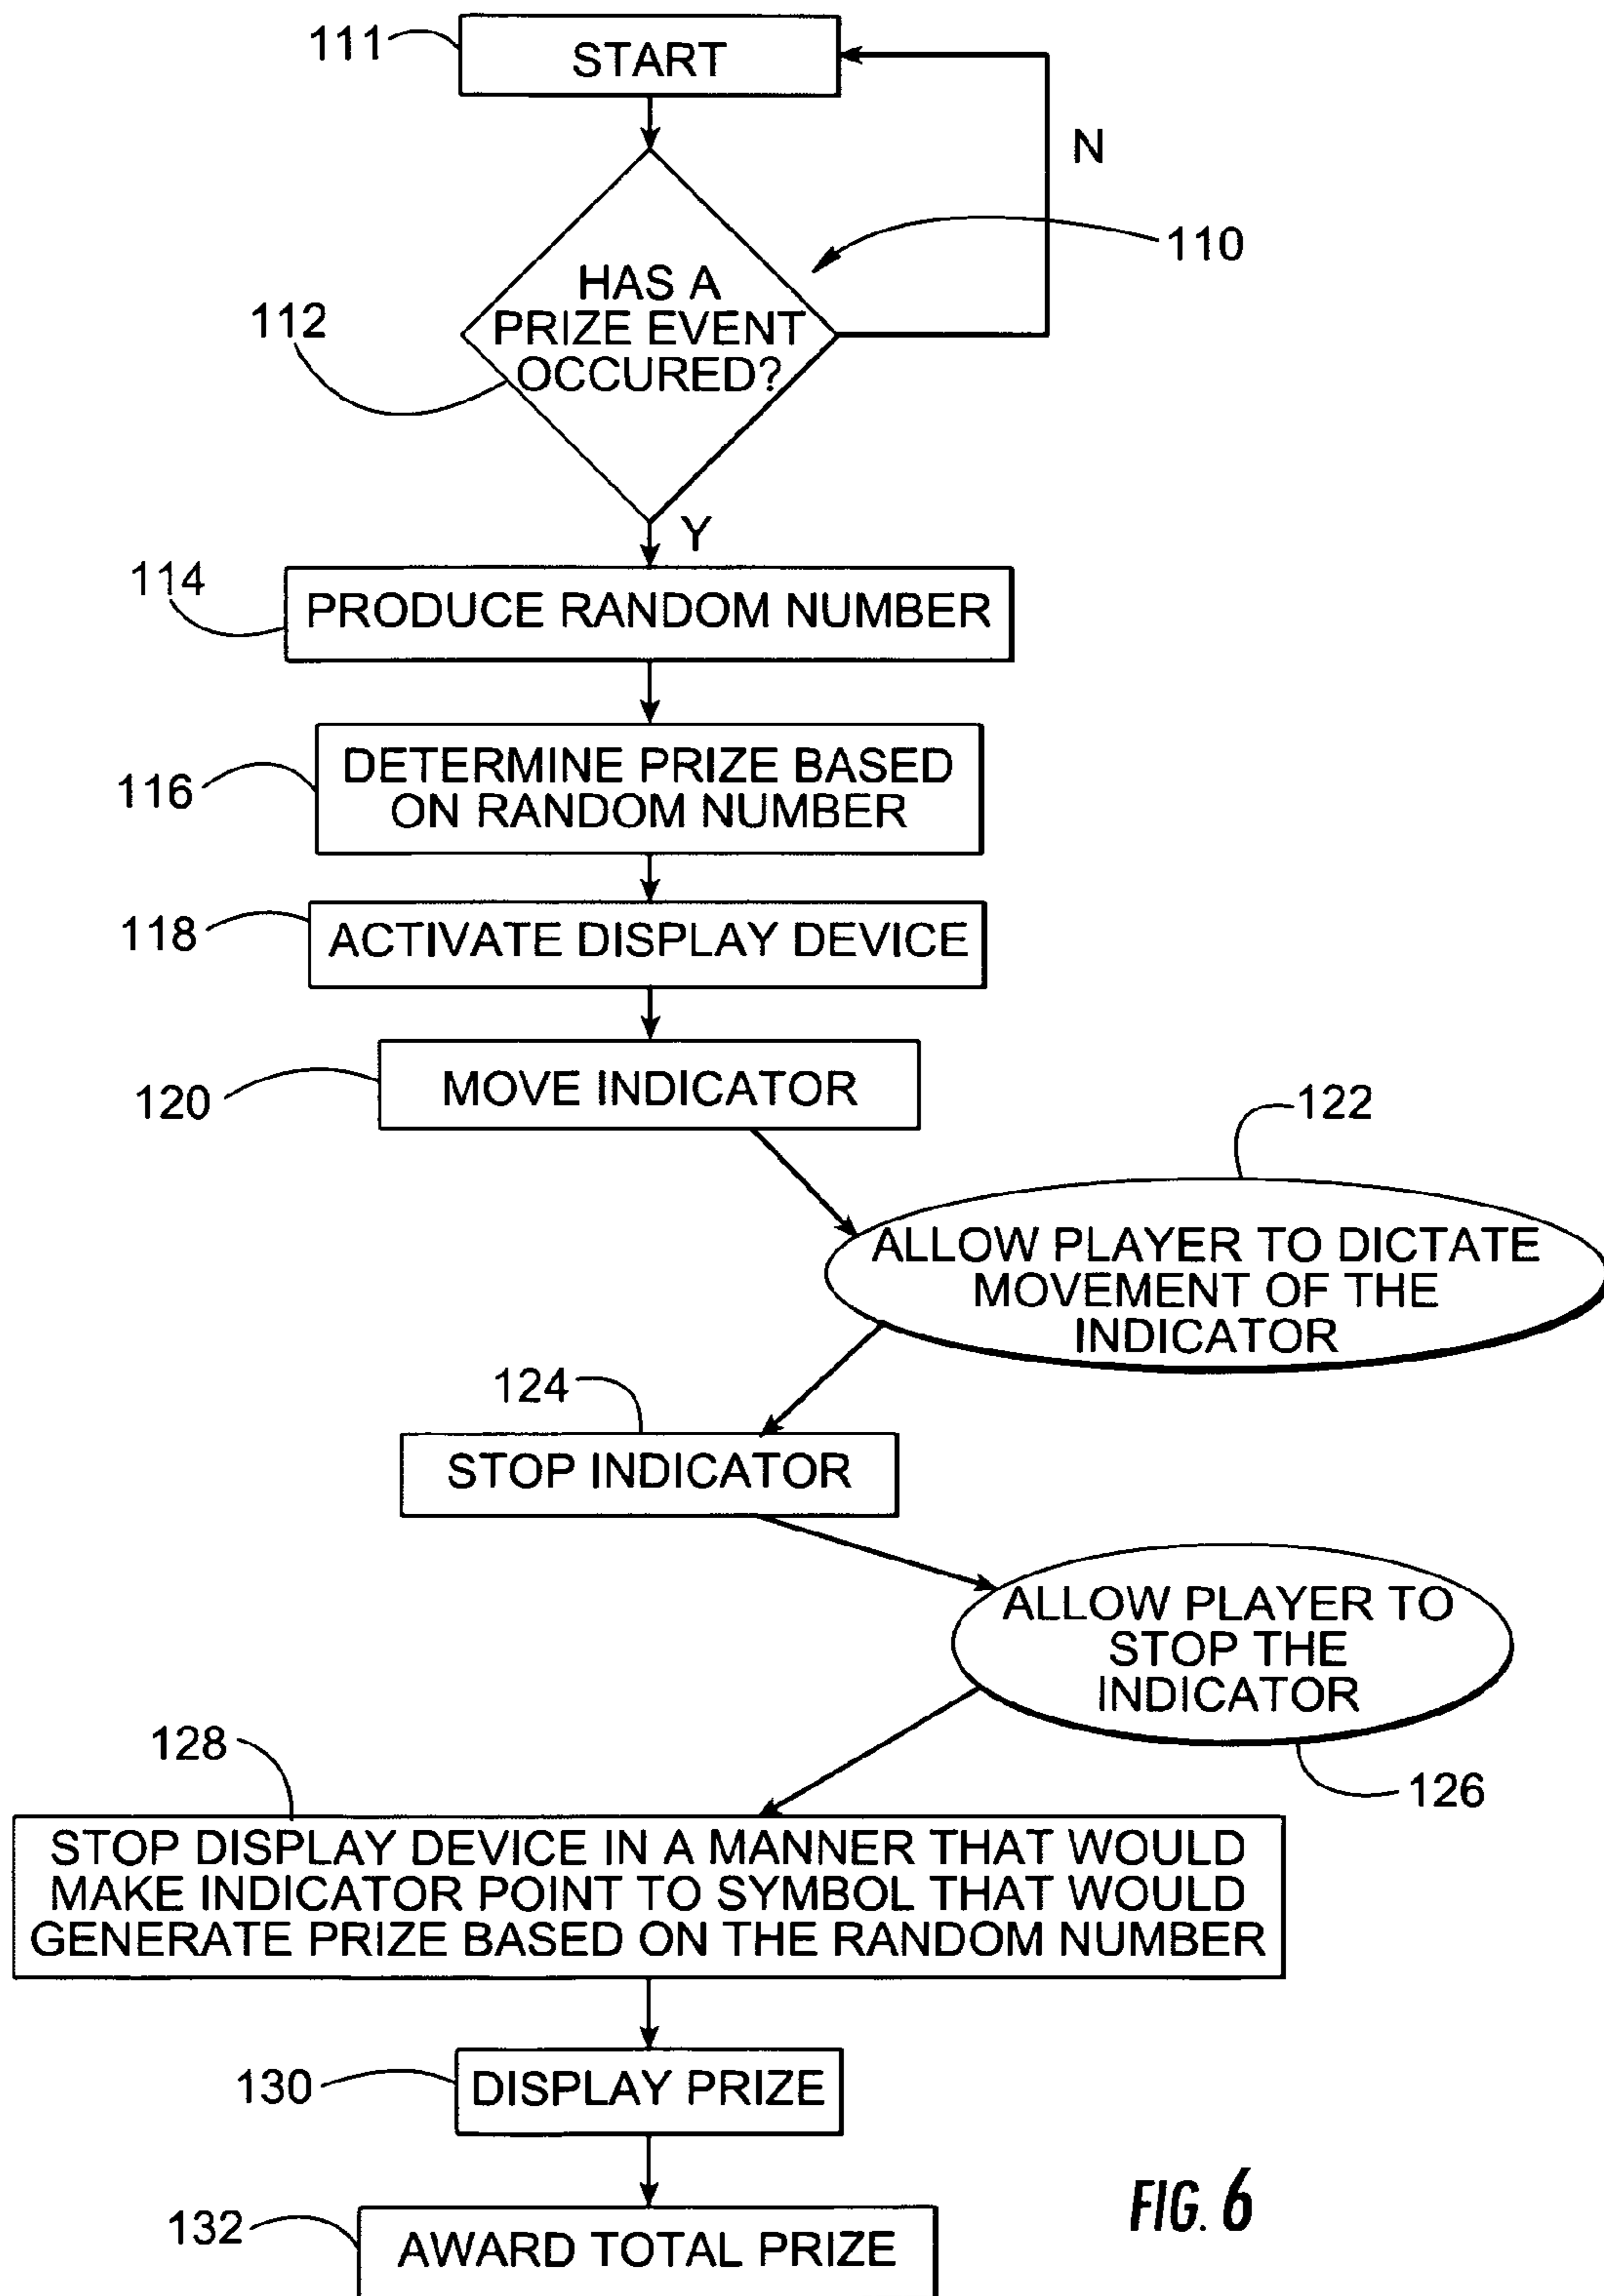 111
START
N
110
HAS A
PRIZE EVENT
OCCURED?
112
Y
114
PRODUCE RANDOM NUMBER
116
DETERMINE PRIZE BASED
ON RANDOM NUMBER
118
ACTIVATE DISPLAY DEVICE
120
MOVE INDICATOR
122
ALLOW PLAYER TO DICTATE
MOVEMENT OF THE
INDICATOR
124
STOP INDICATOR
ALLOW PLAYER TO
STOP THE
INDICATOR
126
128
STOP DISPLAY DEVICE IN A MANNER THAT WOULD
MAKE INDICATOR POINT TO SYMBOL THAT WOULD
GENERATE PRIZE BASED ON THE RANDOM NUMBER
130
DISPLAY PRIZE
132
AWARD TOTAL PRIZE
FIG. 6